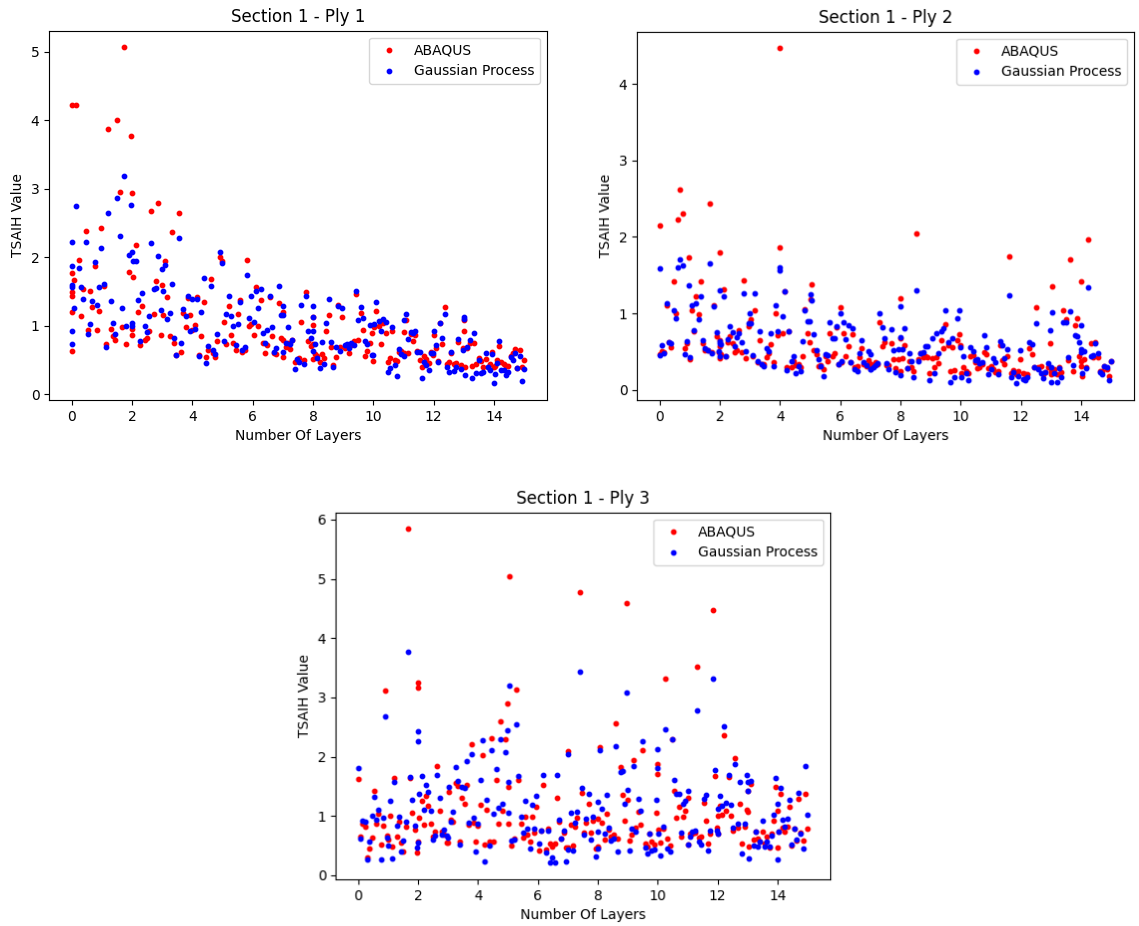 Section 1 - Ply 1
ABAQUS
Gaussian Process
TSAIH Value
5
4
3
2
1
0
0 2 4 6 8 10 12 14
Number Of Layers
Section 1 - Ply 2
ABAQUS
Gaussian Process
TSAIH Value
4
3
2
1
0
0 2 4 6 8 10 12 14
Number Of Layers
Section 1 - Ply 3
ABAQUS
Gaussian Process
TSAIH Value
6
5
4
3
2
1
0
0 2 4 6 8 10 12 14
Number Of Layers